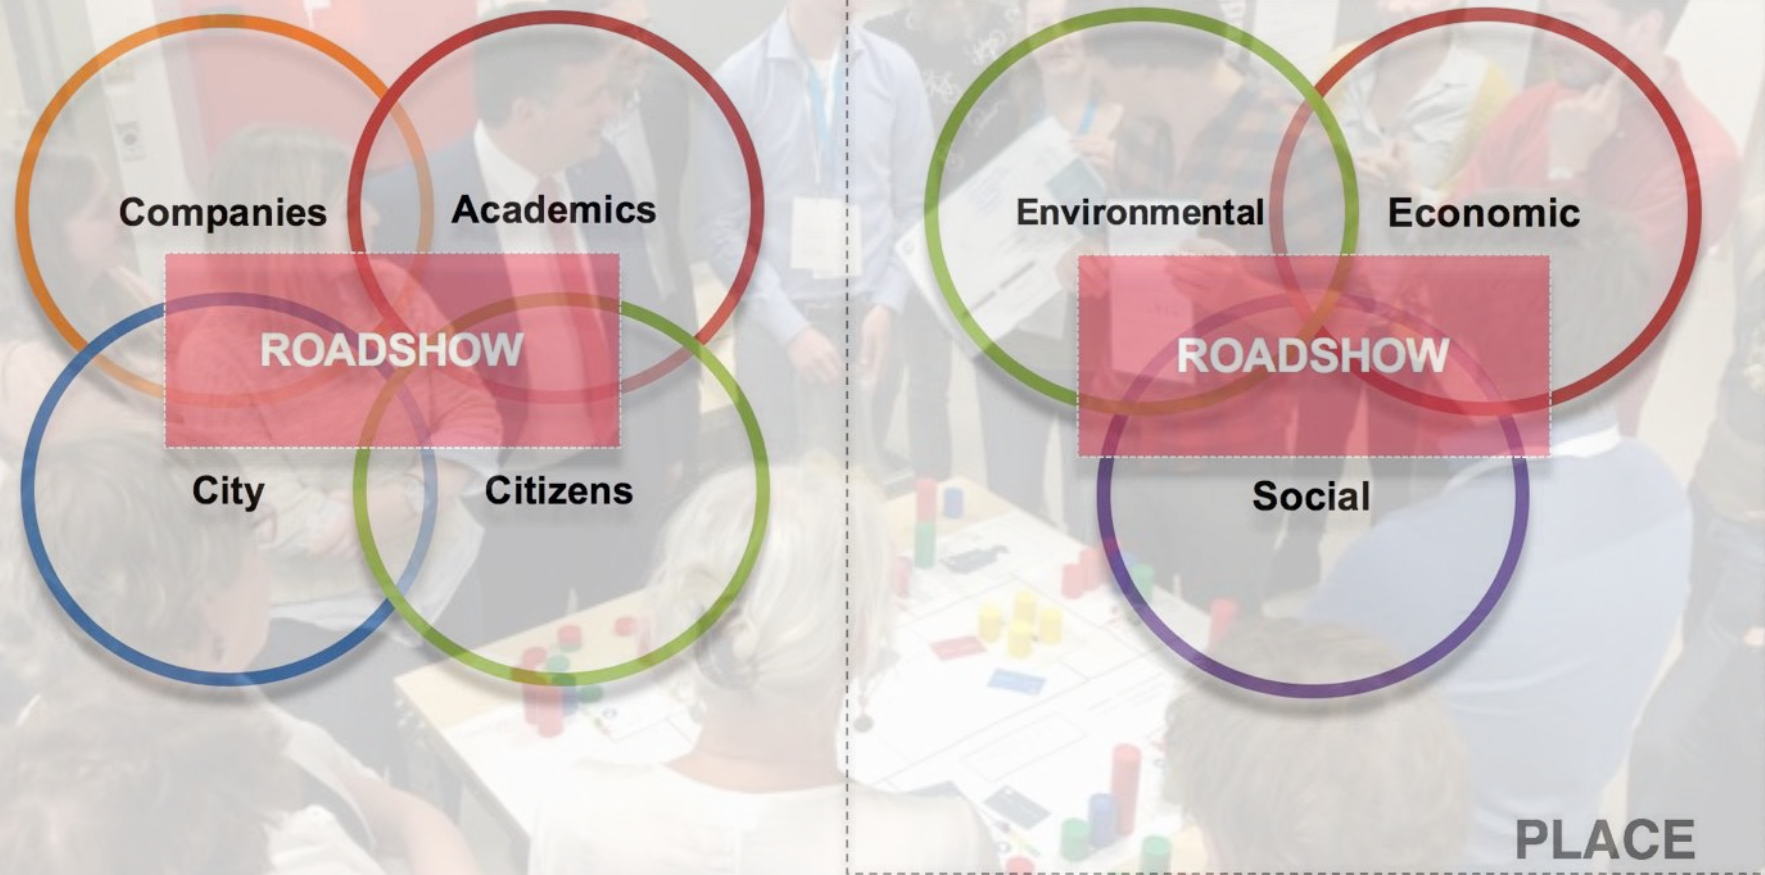 Companies
Academics
ROADSHOW
City
Citizens
Environmental
Economic
ROADSHOW
Social
PLACE